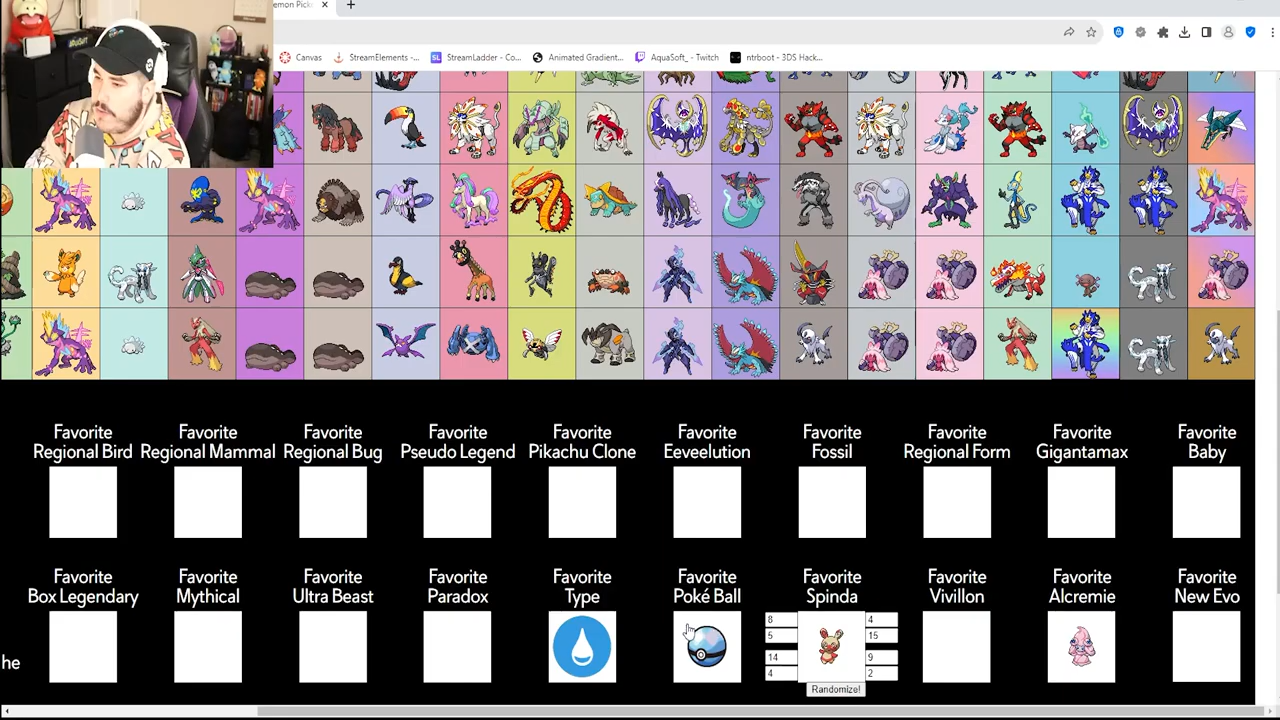 emon Pick
Canvas
StreamElements -...
StreamLadder - Co...
Animated Gradient...
AquaSoft_ - Twitch
ntrboot - 3DS Hack...
Favorite Regional Bird
Favorite Regional Mammal
Favorite Regional Bug
Favorite Pseudo Legend
Favorite Pikachu Clone
Favorite Eeveelution
Favorite Fossil
Favorite Regional Form
Favorite Gigantamax
Favorite Baby
Favorite Box Legendary
Favorite Mythical
Favorite Ultra Beast
Favorite Paradox
Favorite Type
Favorite Poké Ball
Favorite Spinda
Favorite Vivillon
Favorite Alcremie
Favorite New Evo
8
4
5
15
he
14
9
4
2
Randomize!